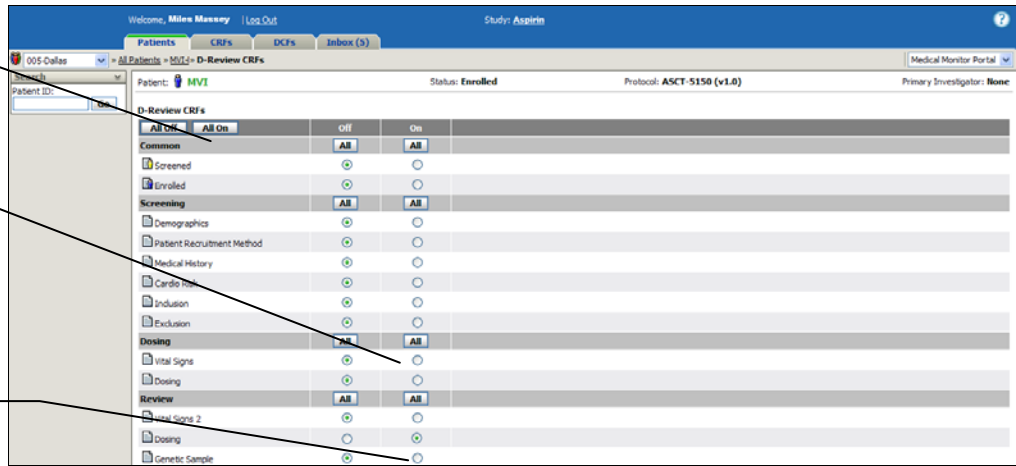 Welcome, Miles Massey | Log Out Study: Aspirin ?
Patients CRFs DCFs Inbox (5)
005-Dallas » All Patients » MVI-I» D-Review CRFs Medical Monitor Portal
Search
Patient ID:
Go
Patient: MVI Status: Enrolled Protocol: ASCT-5150 (v1.0) Primary Investigator: None
D-Review CRFs
All Off All On Off On
Common All All
Screened
Enrolled
Screening All All
Demographics
Patient Recruitment Method
Medical History
Cardio Risk
Inclusion
Exclusion
Dosing All All
Vital Signs
Dosing
Review All All
Vital Signs 2
Dosing
Genetic Sample